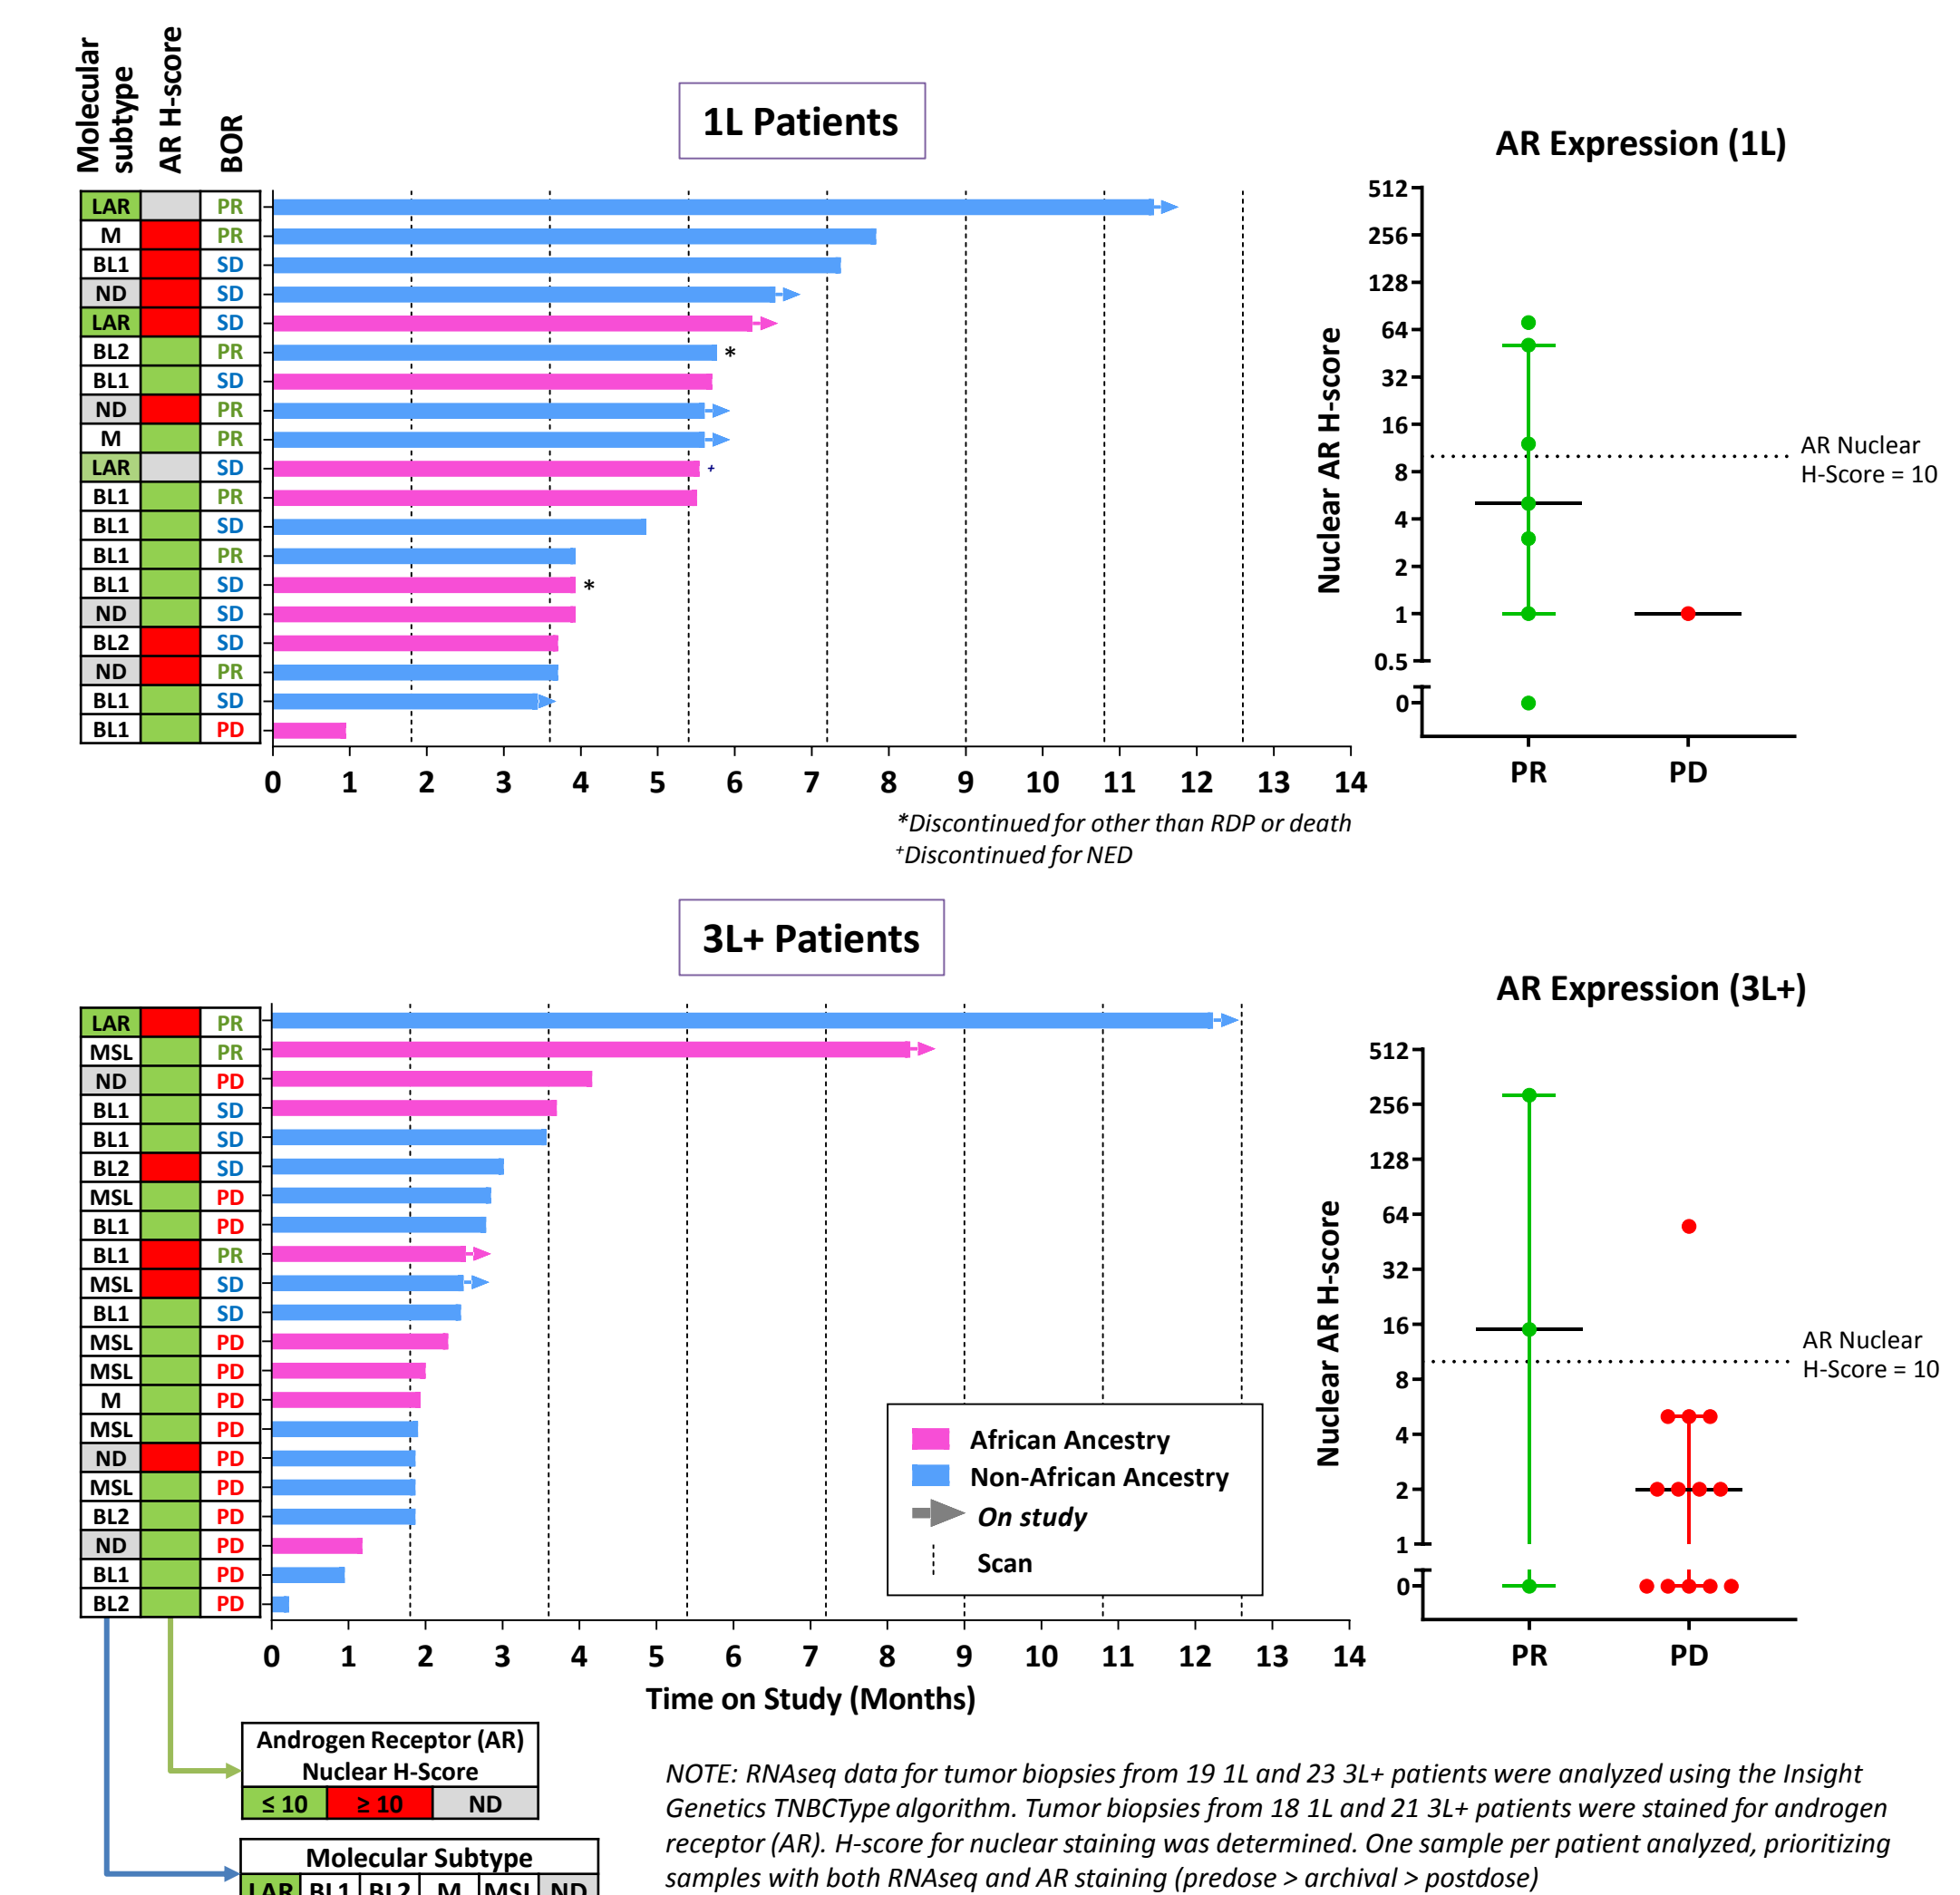 Molecular subtype
AR H-score
BOR
1L Patients
LAR PR
M PR
BL1 SD
ND SD
LAR SD
BL2 PR *
BL1 SD
ND PR
M PR
LAR SD +
BL1 PR
BL1 SD
BL1 PR
BL1 SD *
ND SD
BL2 SD
ND PR
BL1 SD
BL1 PD
0 1 2 3 4 5 6 7 8 9 10 11 12 13 14
*Discontinued for other than RDP or death
+Discontinued for NED
AR Expression (1L)
Nuclear AR H-score
512
256
128
64
32
16
8
4
2
1
0.5
0
AR Nuclear
H-Score = 10
PR PD
3L+ Patients
LAR PR
MSL PR
ND PD
BL1 SD
BL1 SD
BL2 SD
MSL PD
BL1 PD
BL1 PR
MSL SD
BL1 SD
MSL PD
MSL PD
M PD
MSL PD
ND PD
MSL PD
BL2 PD
ND PD
BL1 PD
BL2 PD
African Ancestry
Non-African Ancestry
On study
Scan
0 1 2 3 4 5 6 7 8 9 10 11 12 13 14
Time on Study (Months)
AR Expression (3L+)
Nuclear AR H-score
512
256
128
64
32
16
8
4
2
1
0
AR Nuclear
H-Score = 10
PR PD
Androgen Receptor (AR)
Nuclear H-Score
≤ 10 ≥ 10 ND
Molecular Subtype
LAR BL1 BL2 M MSL ND
NOTE: RNAseq data for tumor biopsies from 19 1L and 23 3L+ patients were analyzed using the Insight
Genetics TNBCType algorithm. Tumor biopsies from 18 1L and 21 3L+ patients were stained for androgen
receptor (AR). H-score for nuclear staining was determined. One sample per patient analyzed, prioritizing
samples with both RNAseq and AR staining (predose > archival > postdose)